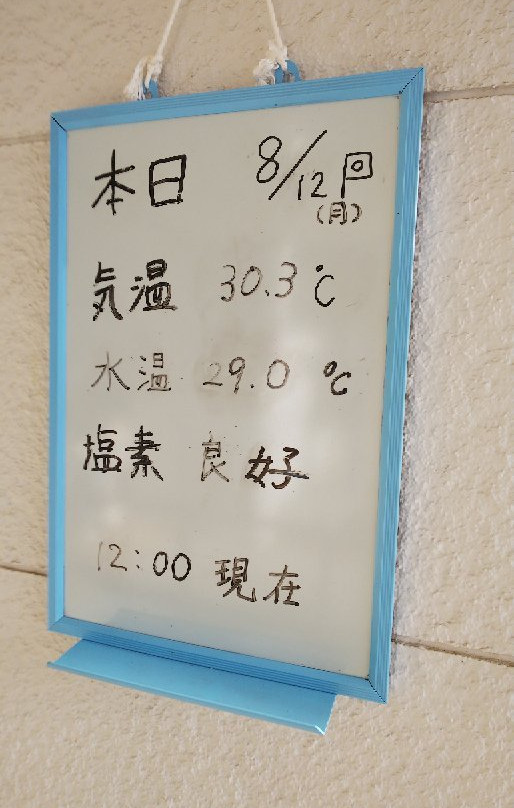 本日 8/12 回
(月)
気温 30.3℃
水温 29.0℃
塩素 良好
12:00 現在